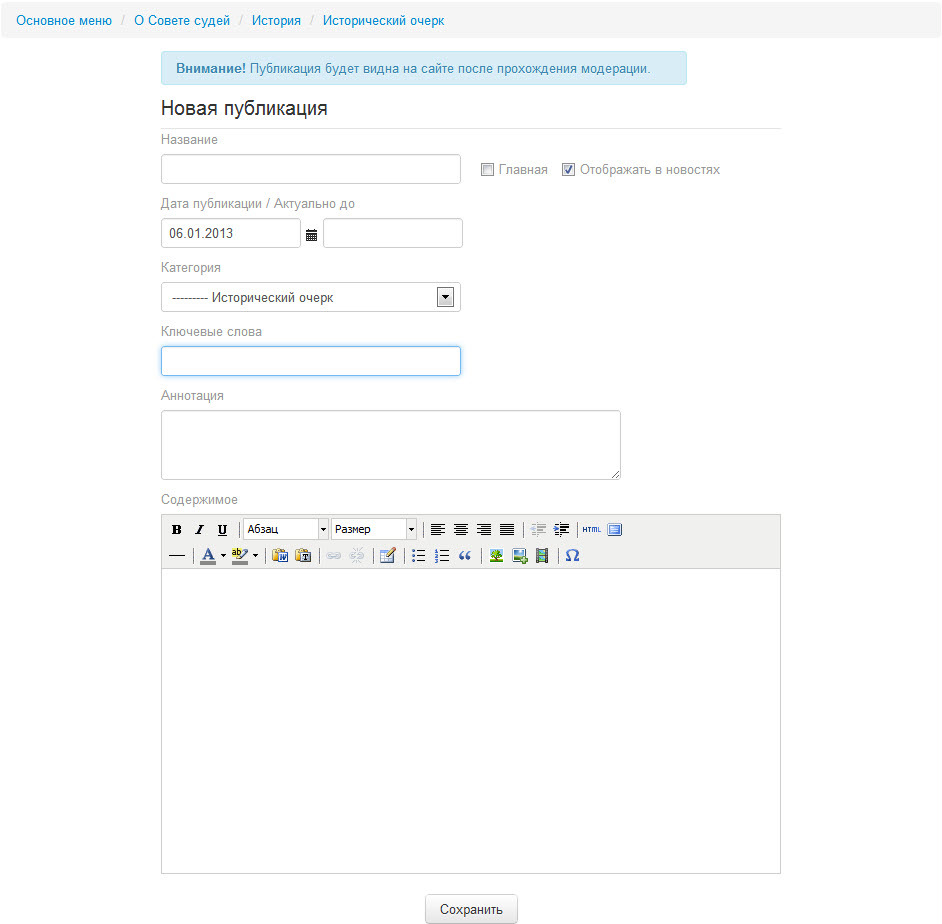 Основное меню / О Совете судей / История / Исторический очерк
Внимание! Публикация будет видна на сайте после прохождения модерации.
Новая публикация
Название
Главная Отображать в новостях
Дата публикации / Актуально до
06.01.2013
Категория
--------- Исторический очерк
Ключевые слова
Аннотация
Содержимое
B I U Абзац Размер HTML
A ab W T “ Ω
Сохранить